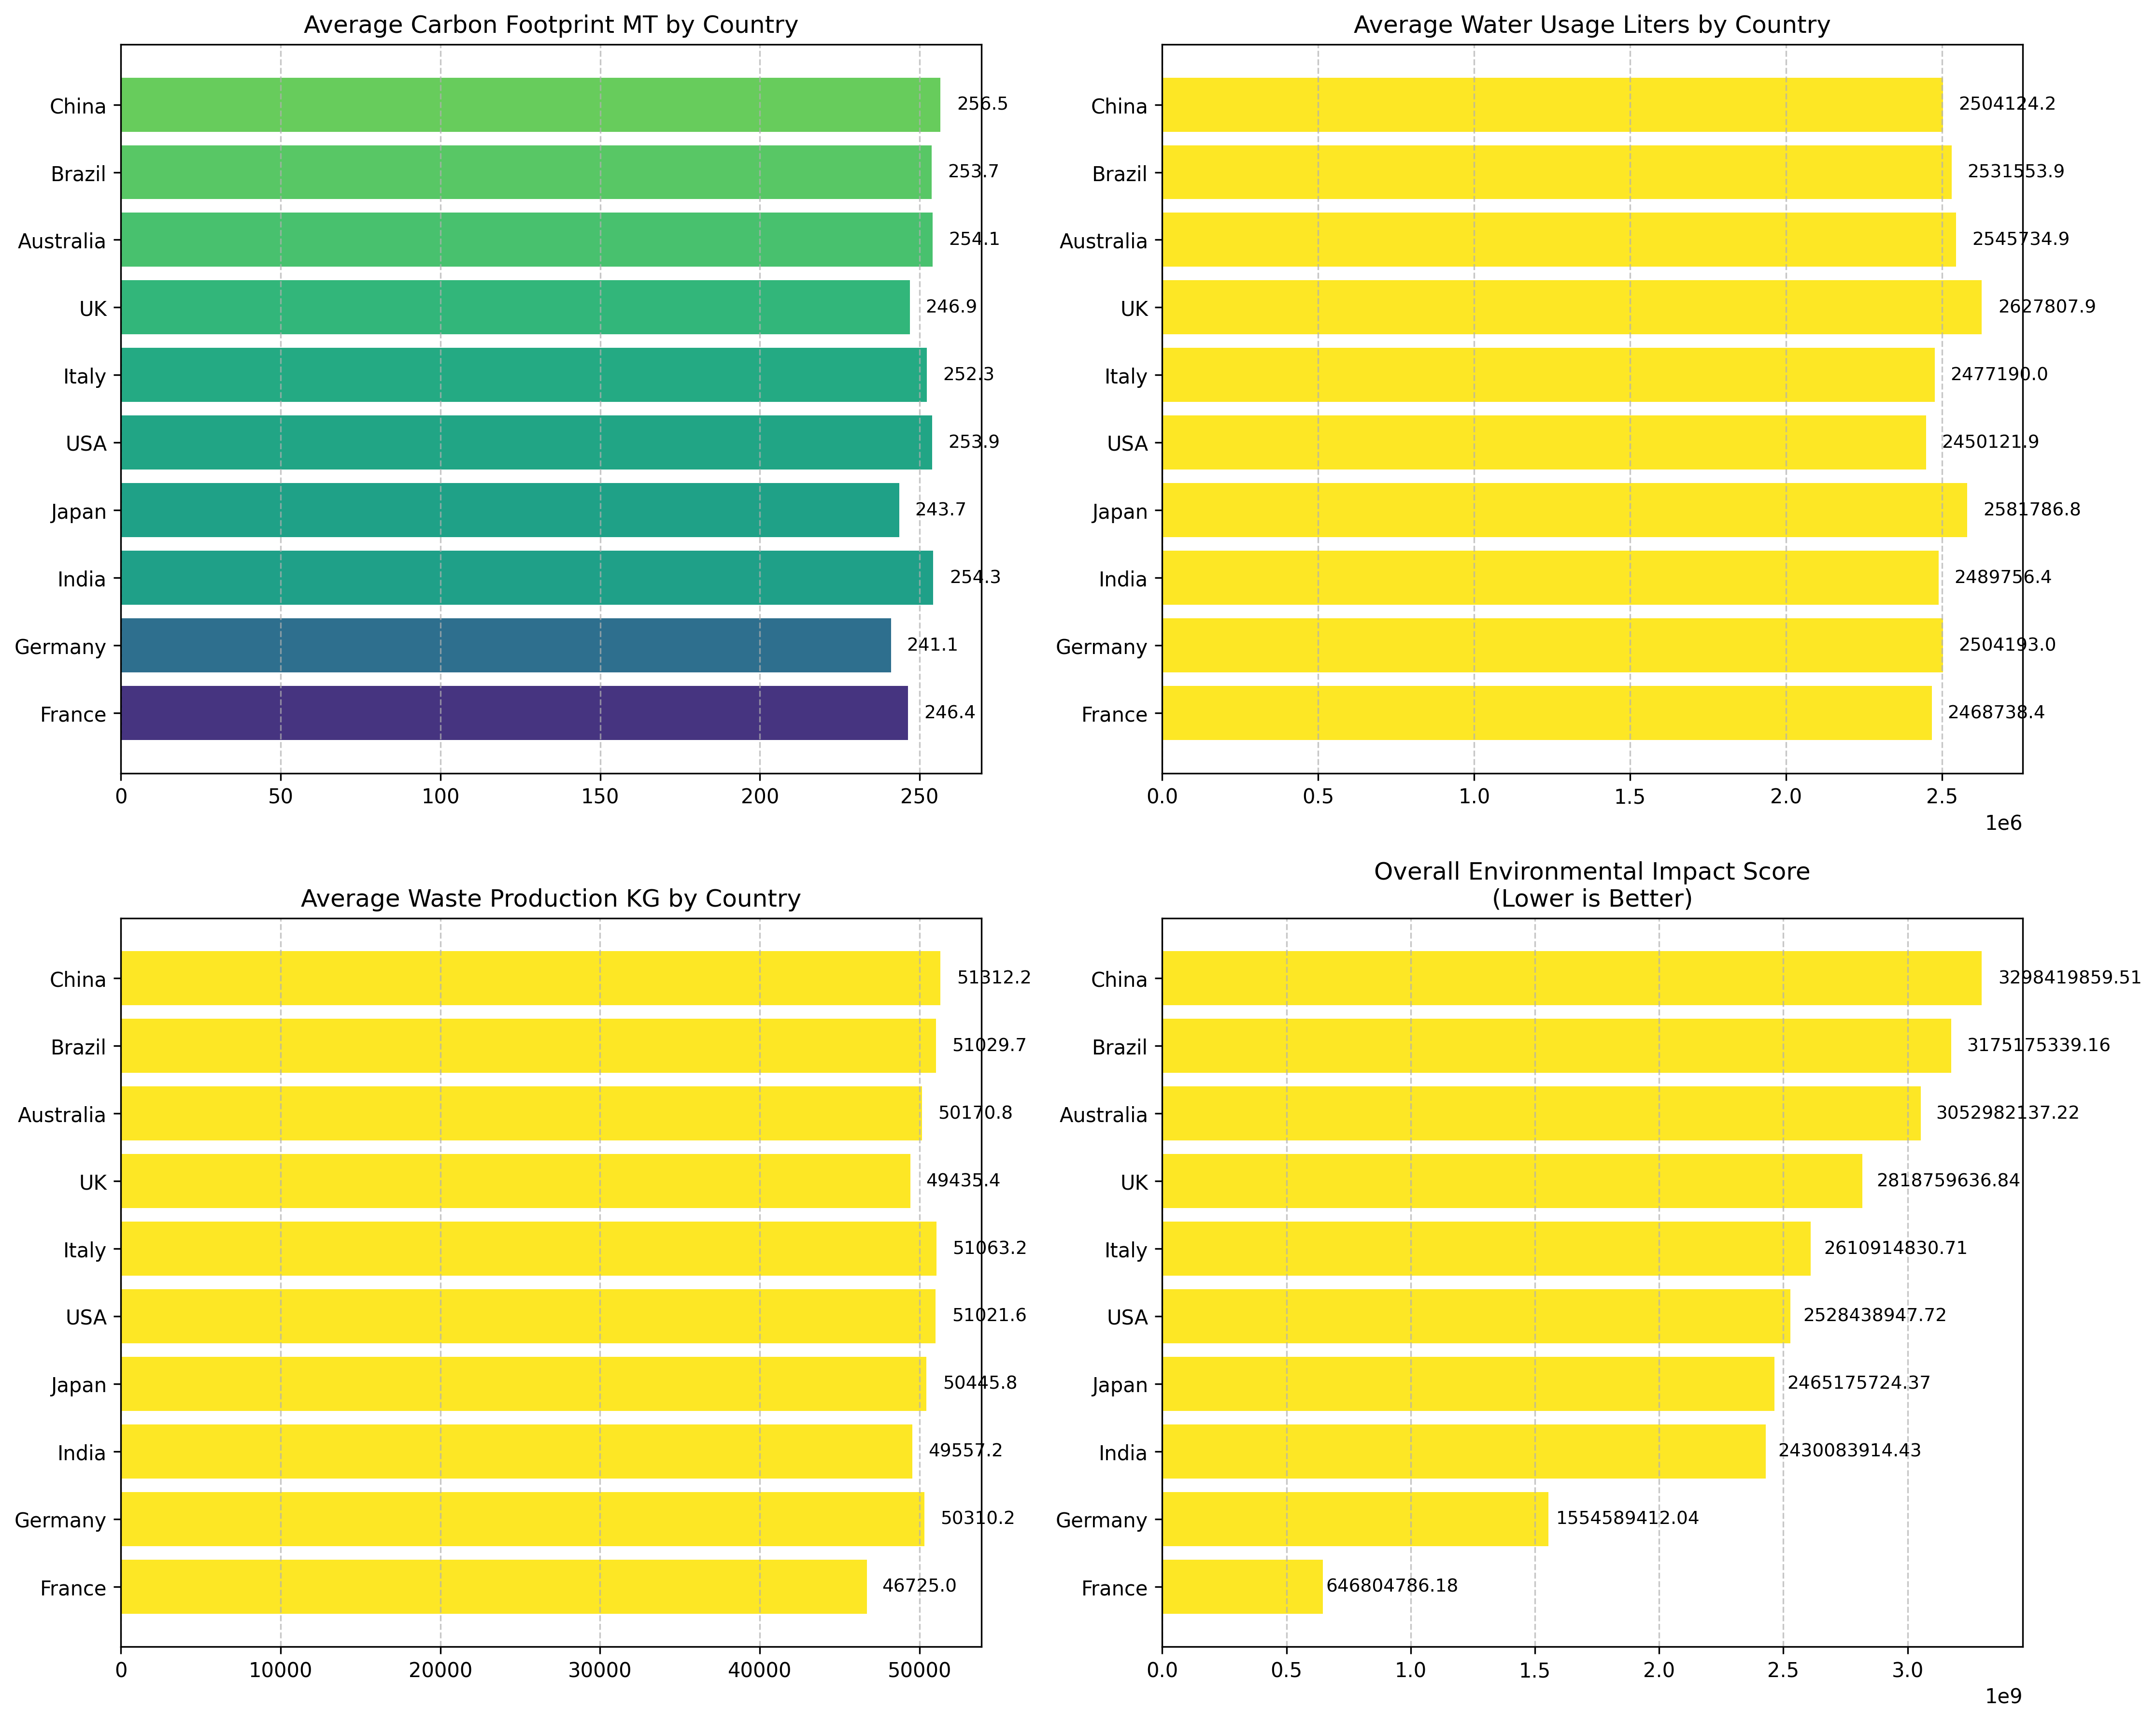 Average Carbon Footprint MT by Country
China 256.5
Brazil 253.7
Australia 254.1
UK 246.9
Italy 252.3
USA 253.9
Japan 243.7
India 254.3
Germany 241.1
France 246.4
0 50 100 150 200 250
Average Water Usage Liters by Country
China 2504124.2
Brazil 2531553.9
Australia 2545734.9
UK 2627807.9
Italy 2477190.0
USA 2450121.9
Japan 2581786.8
India 2489756.4
Germany 2504193.0
France 2468738.4
0.0 0.5 1.0 1.5 2.0 2.5
1e6
Average Waste Production KG by Country
China 51312.2
Brazil 51029.7
Australia 50170.8
UK 49435.4
Italy 51063.2
USA 51021.6
Japan 50445.8
India 49557.2
Germany 50310.2
France 46725.0
0 10000 20000 30000 40000 50000
Overall Environmental Impact Score
(Lower is Better)
China 3298419859.51
Brazil 3175175339.16
Australia 3052982137.22
UK 2818759636.84
Italy 2610914830.71
USA 2528438947.72
Japan 2465175724.37
India 2430083914.43
Germany 1554589412.04
France 646804786.18
0.0 0.5 1.0 1.5 2.0 2.5 3.0
1e9